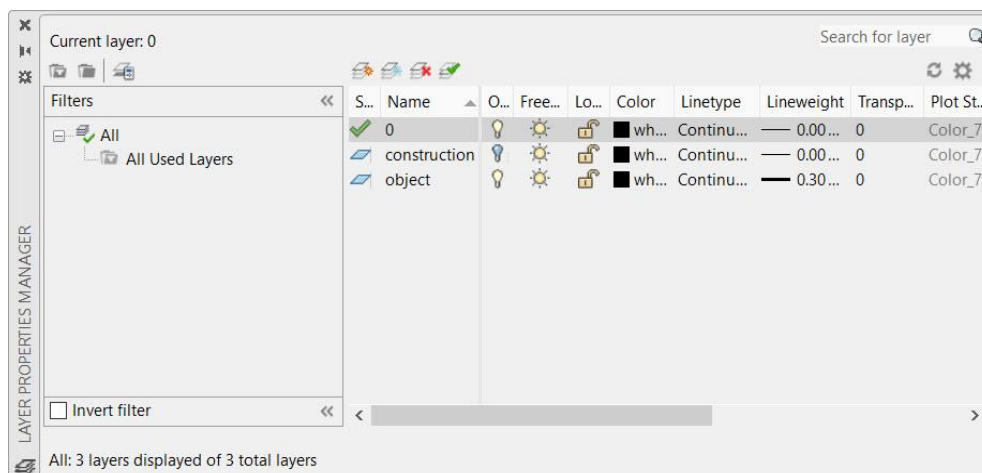 Current layer: 0
Search for layer
Filters
S... Name O... Free... Lo... Color Linetype Lineweight Transp... Plot St..
All
All Used Layers
0 wh... Continu... 0.00... 0 Color_7
construction wh... Continu... 0.00... 0 Color_7
object wh... Continu... 0.30... 0 Color_7
LAYER PROPERTIES MANAGER
Invert filter
All: 3 layers displayed of 3 total layers